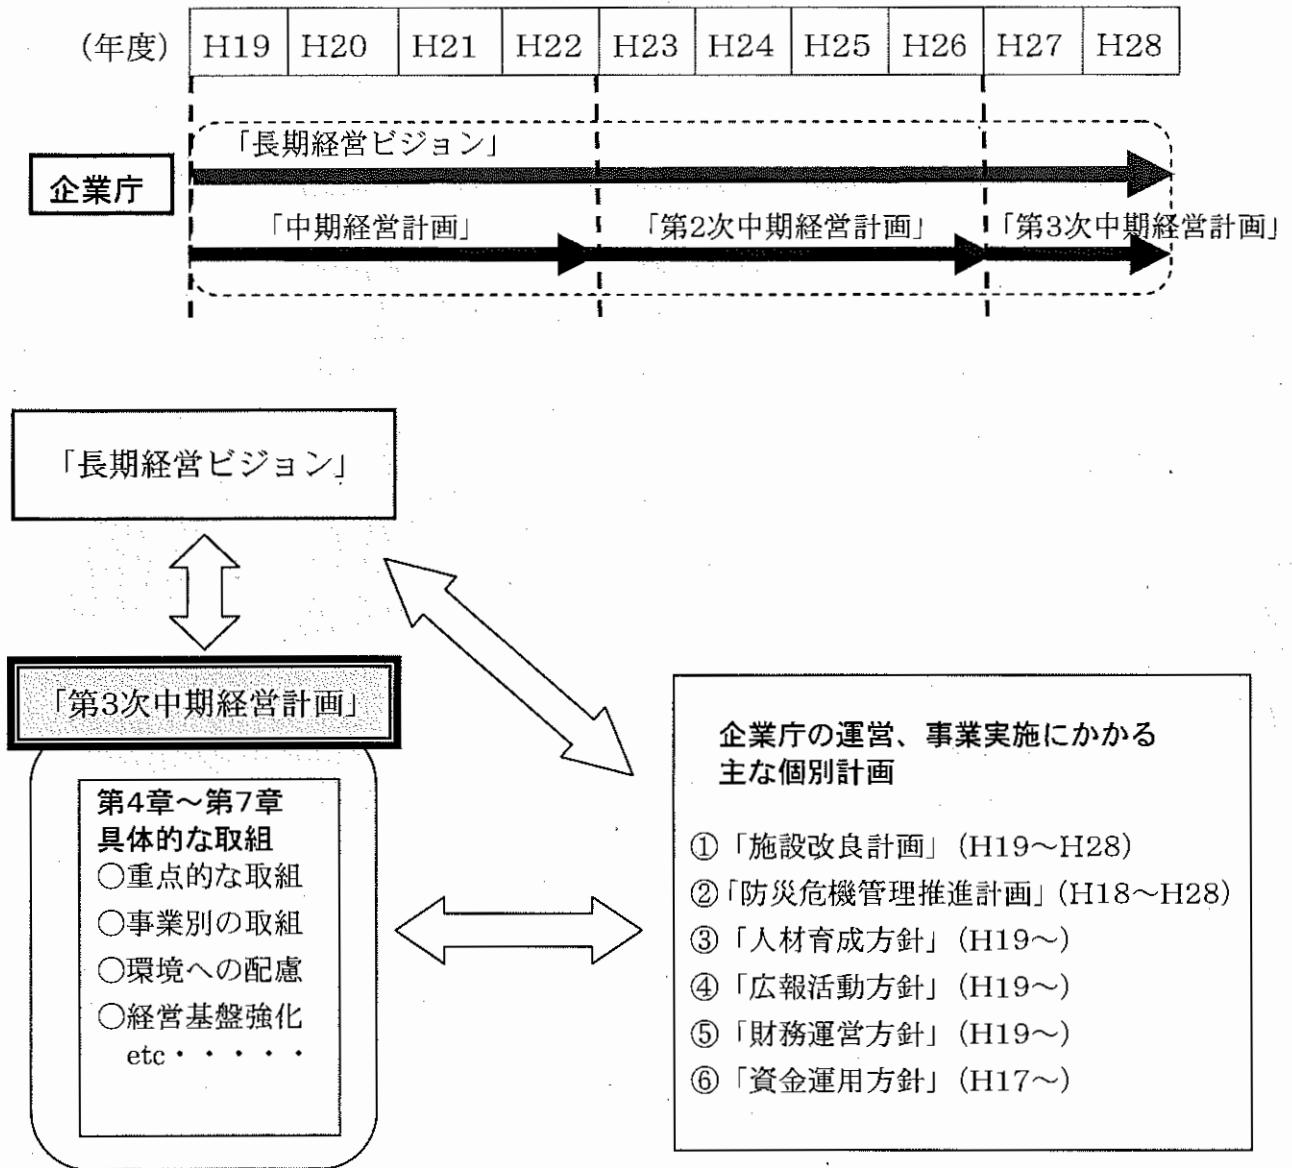 （年度） H19 H20 H21 H22 H23 H24 H25 H26 H27 H28
「長期経営ビジョン」
企業庁
「中期経営計画」 「第2次中期経営計画」 「第3次中期経営計画」
「長期経営ビジョン」
「第3次中期経営計画」
第4章～第7章
具体的な取組
○重点的な取組
○事業別の取組
○環境への配慮
○経営基盤強化
etc・・・・・
企業庁の運営、事業実施にかかる
主な個別計画
①「施設改良計画」（H19～H28）
②「防災危機管理推進計画」（H18～H28）
③「人材育成方針」（H19～）
④「広報活動方針」（H19～）
⑤「財務運営方針」（H19～）
⑥「資金運用方針」（H17～）